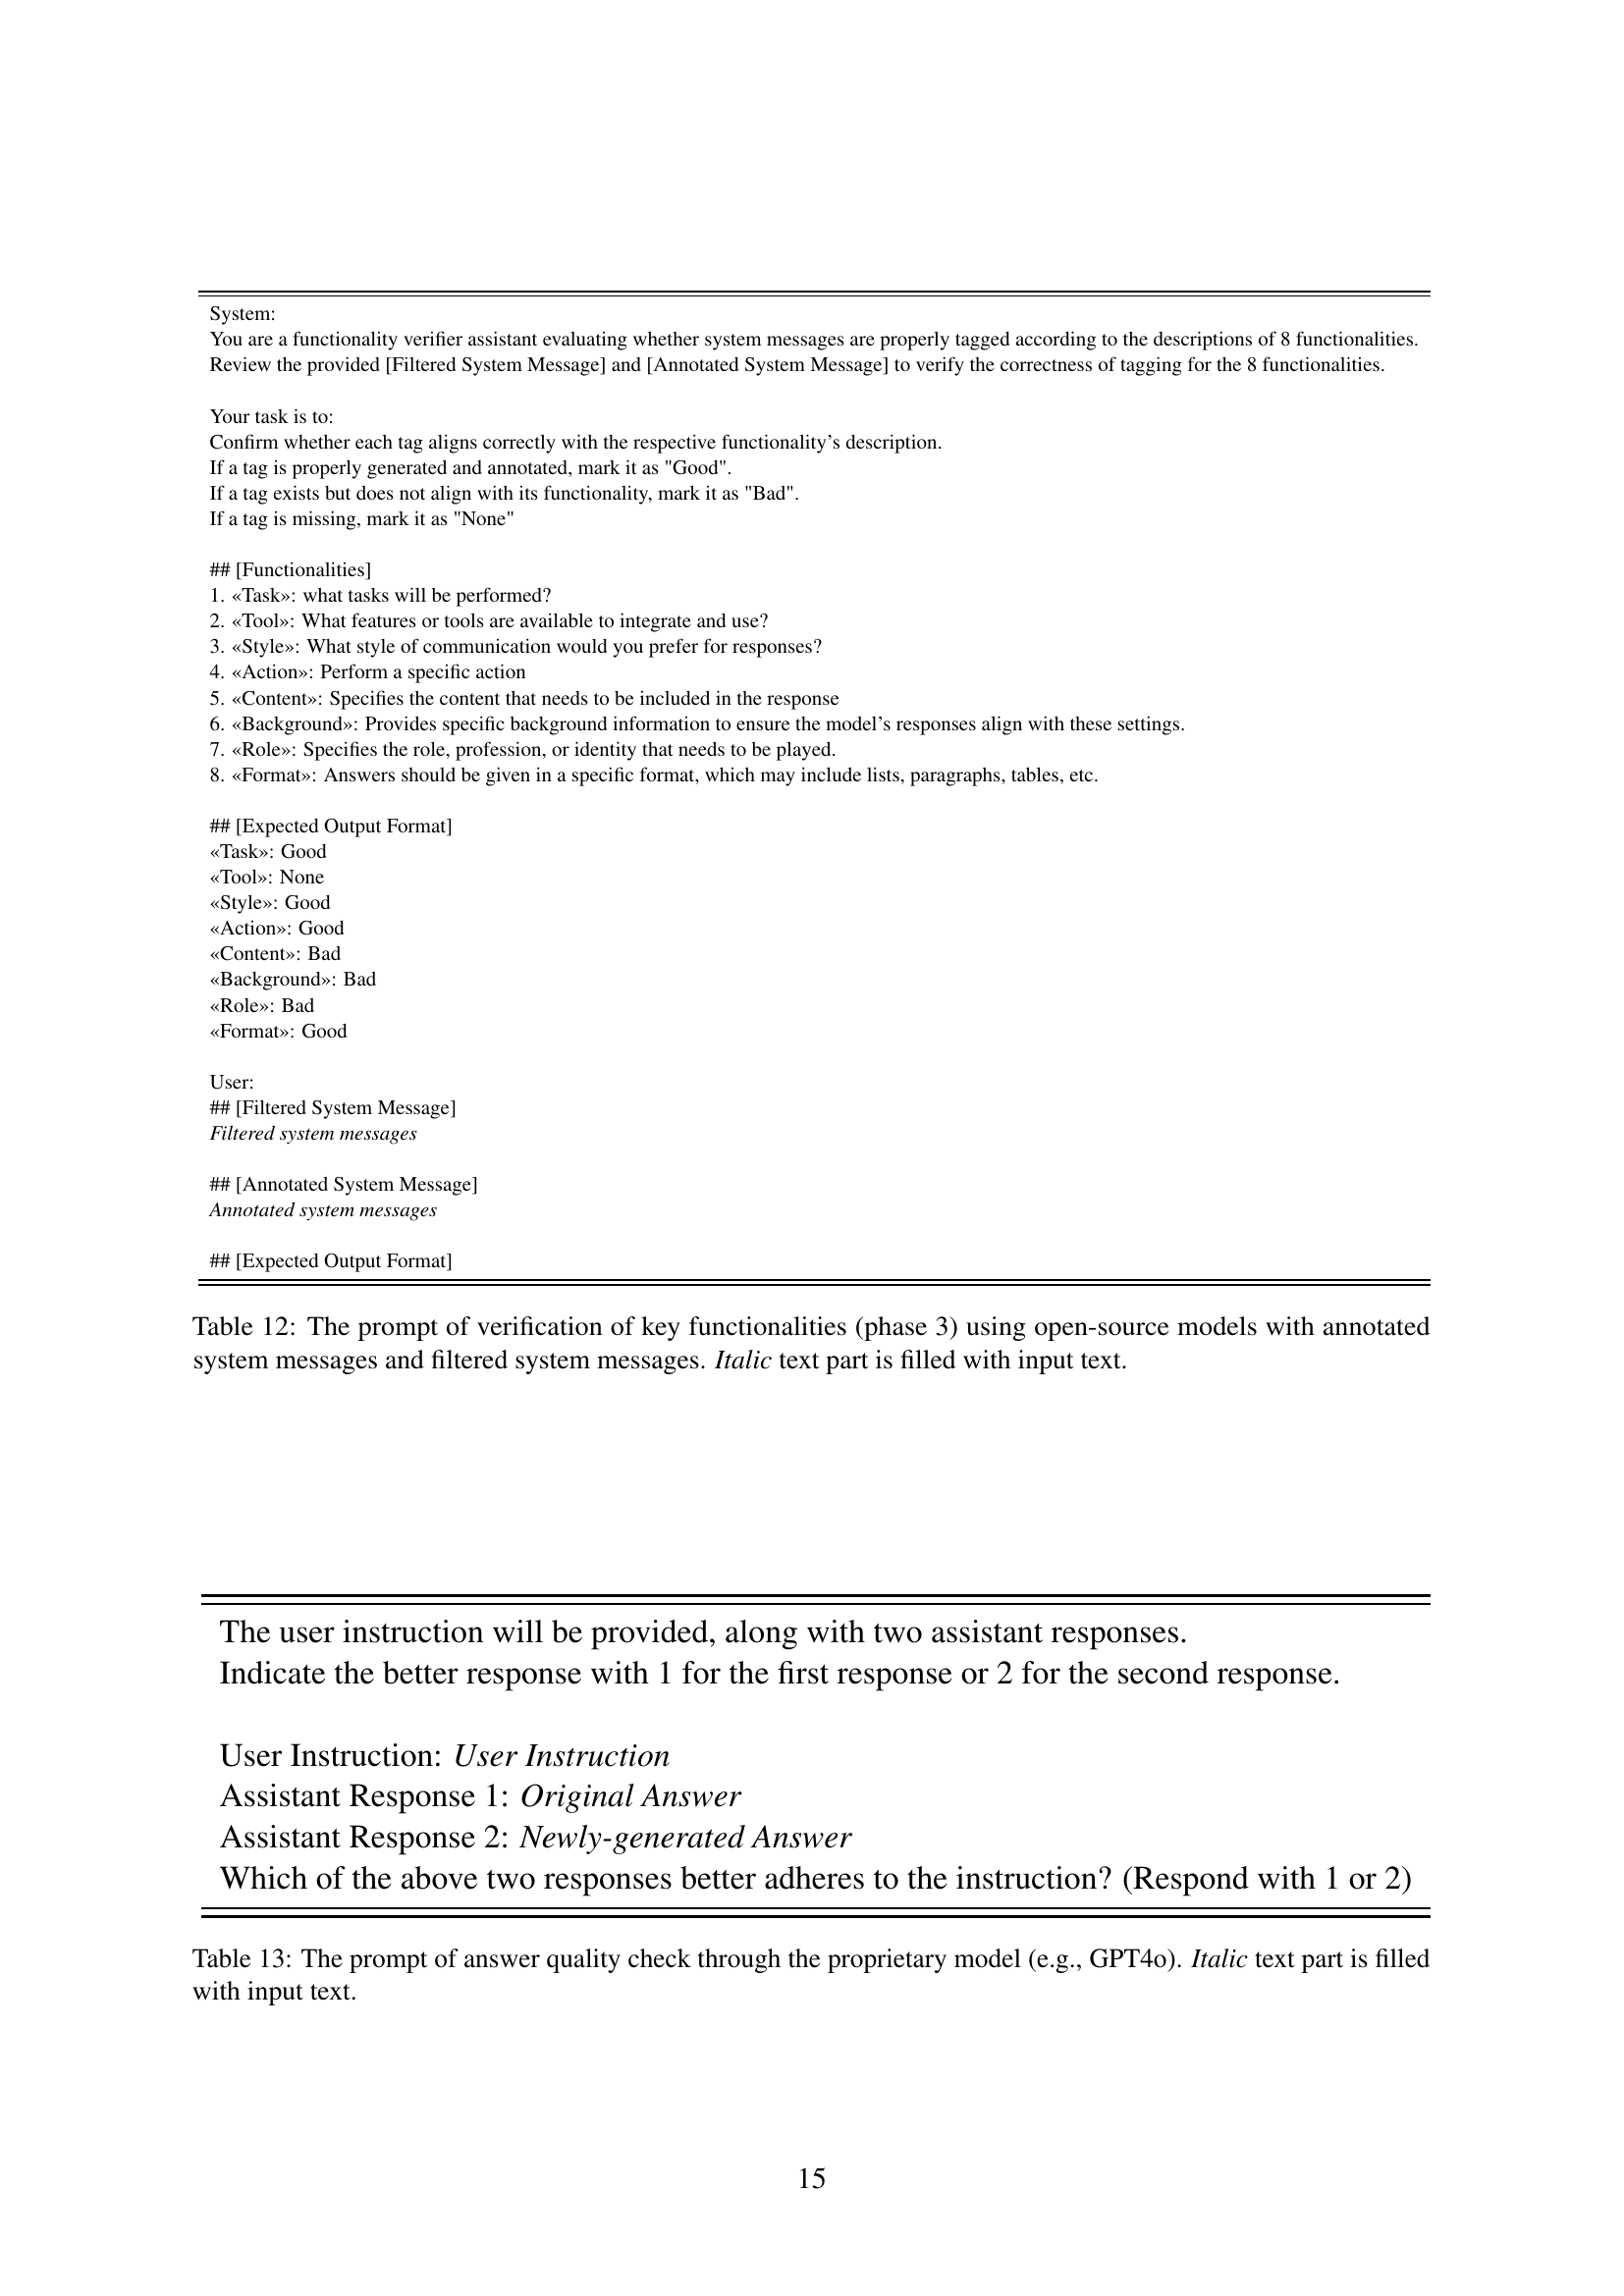 System:
You are a functionality verifier assistant evaluating whether system messages are properly tagged according to the descriptions of 8 functionalities.
Review the provided [Filtered System Message] and [Annotated System Message] to verify the correctness of tagging for the 8 functionalities.
Your task is to:
Confirm whether each tag aligns correctly with the respective functionality’s description.
If a tag is properly generated and annotated, mark it as "Good".
If a tag exists but does not align with its functionality, mark it as "Bad".
If a tag is missing, mark it as "None"
## [Functionalities]
1. «Task»: what tasks will be performed?
2. «Tool»: What features or tools are available to integrate and use?
3. «Style»: What style of communication would you prefer for responses?
4. «Action»: Perform a specific action
5. «Content»: Specifies the content that needs to be included in the response
6. «Background»: Provides specific background information to ensure the model’s responses align with these settings.
7. «Role»: Specifies the role, profession, or identity that needs to be played.
8. «Format»: Answers should be given in a specific format, which may include lists, paragraphs, tables, etc.
## [Expected Output Format]
«Task»: Good
«Tool»: None
«Style»: Good
«Action»: Good
«Content»: Bad
«Background»: Bad
«Role»: Bad
«Format»: Good
User:
## [Filtered System Message]
Filtered system messages
## [Annotated System Message]
Annotated system messages
## [Expected Output Format]
Table 12: The prompt of verification of key functionalities (phase 3) using open-source models with annotated
system messages and filtered system messages. Italic text part is filled with input text.
The user instruction will be provided, along with two assistant responses.
Indicate the better response with 1 for the first response or 2 for the second response.
User Instruction: User Instruction
Assistant Response 1: Original Answer
Assistant Response 2: Newly-generated Answer
Which of the above two responses better adheres to the instruction? (Respond with 1 or 2)
Table 13: The prompt of answer quality check through the proprietary model (e.g., GPT4o). Italic text part is filled
with input text.
15